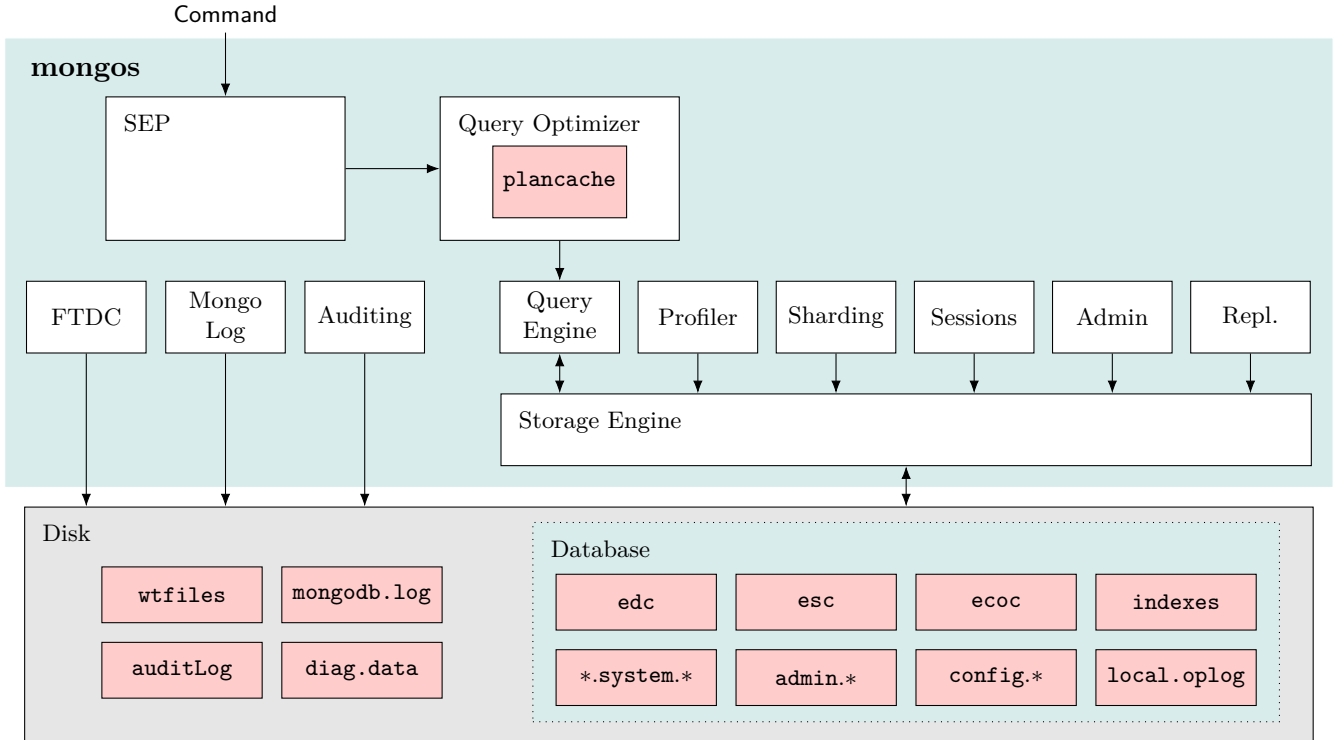 Command
mongos
SEP
Query Optimizer
plancache
FTDC
Mongo
Log
Auditing
Query
Engine
Profiler
Sharding
Sessions
Admin
Repl.
Storage Engine
Disk
Database
wtfiles
mongodb.log
edc
esc
ecoc
indexes
auditLog
diag.data
*.system.*
admin.*
config.*
local.oplog